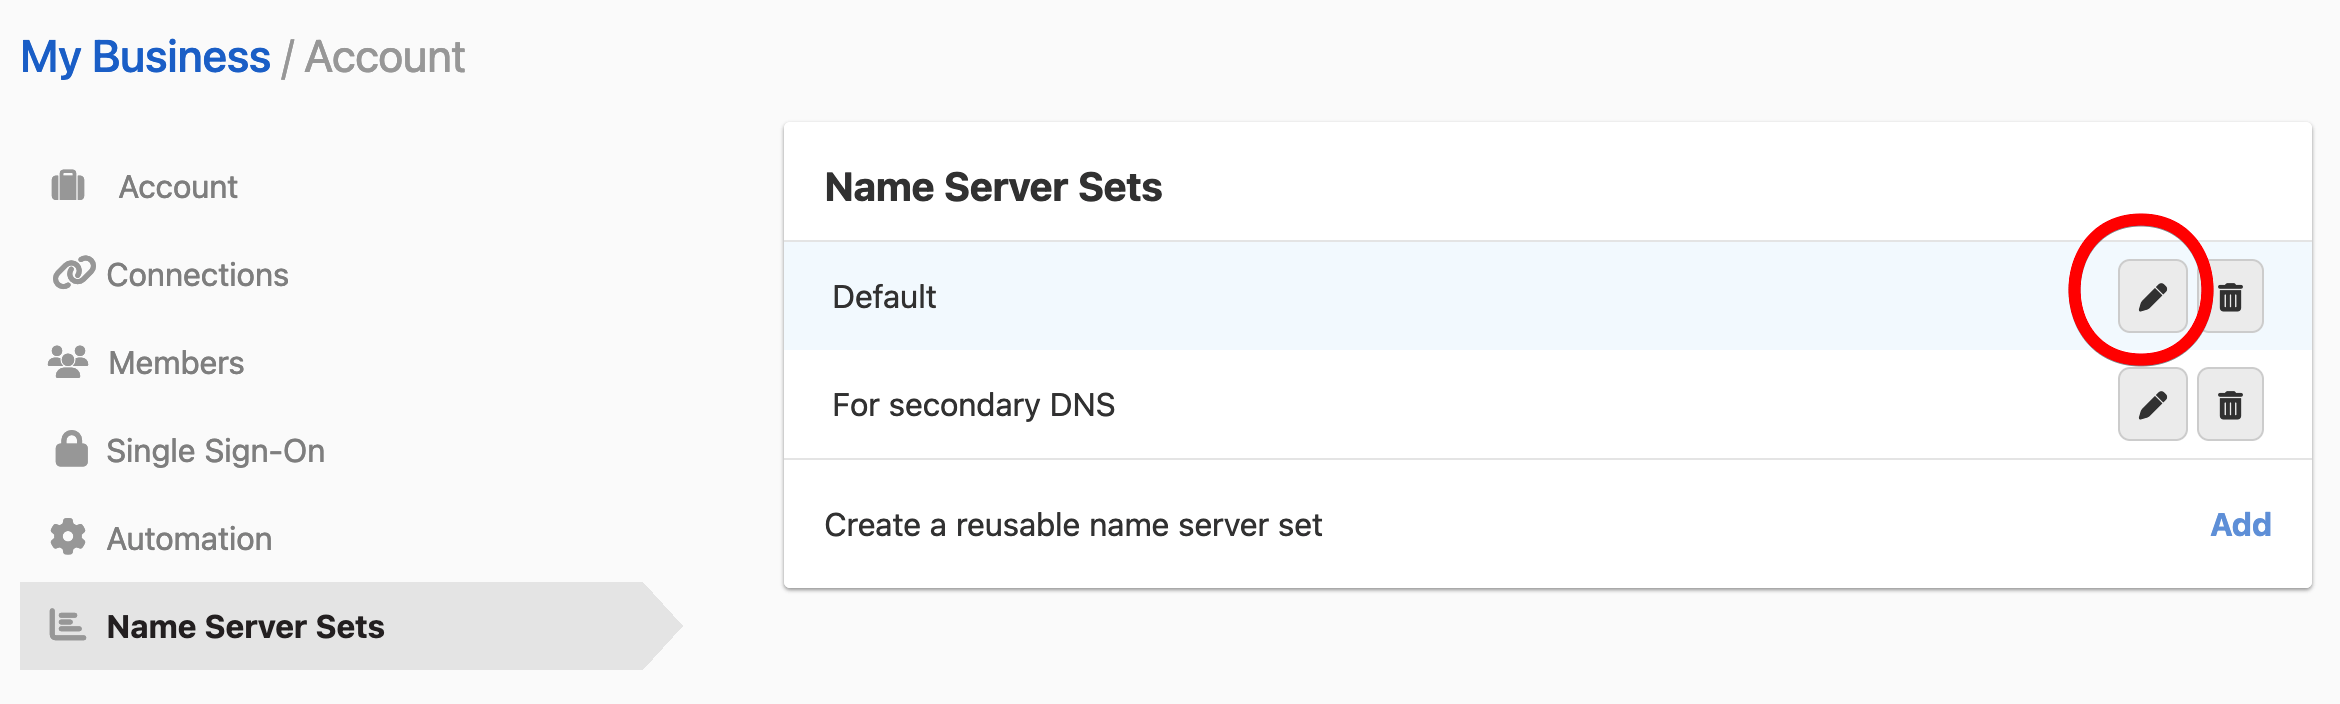 My Business / Account
Account
Connections
Members
Single Sign-On
Automation
Name Server Sets
Name Server Sets
Default
For secondary DNS
Create a reusable name server set Add